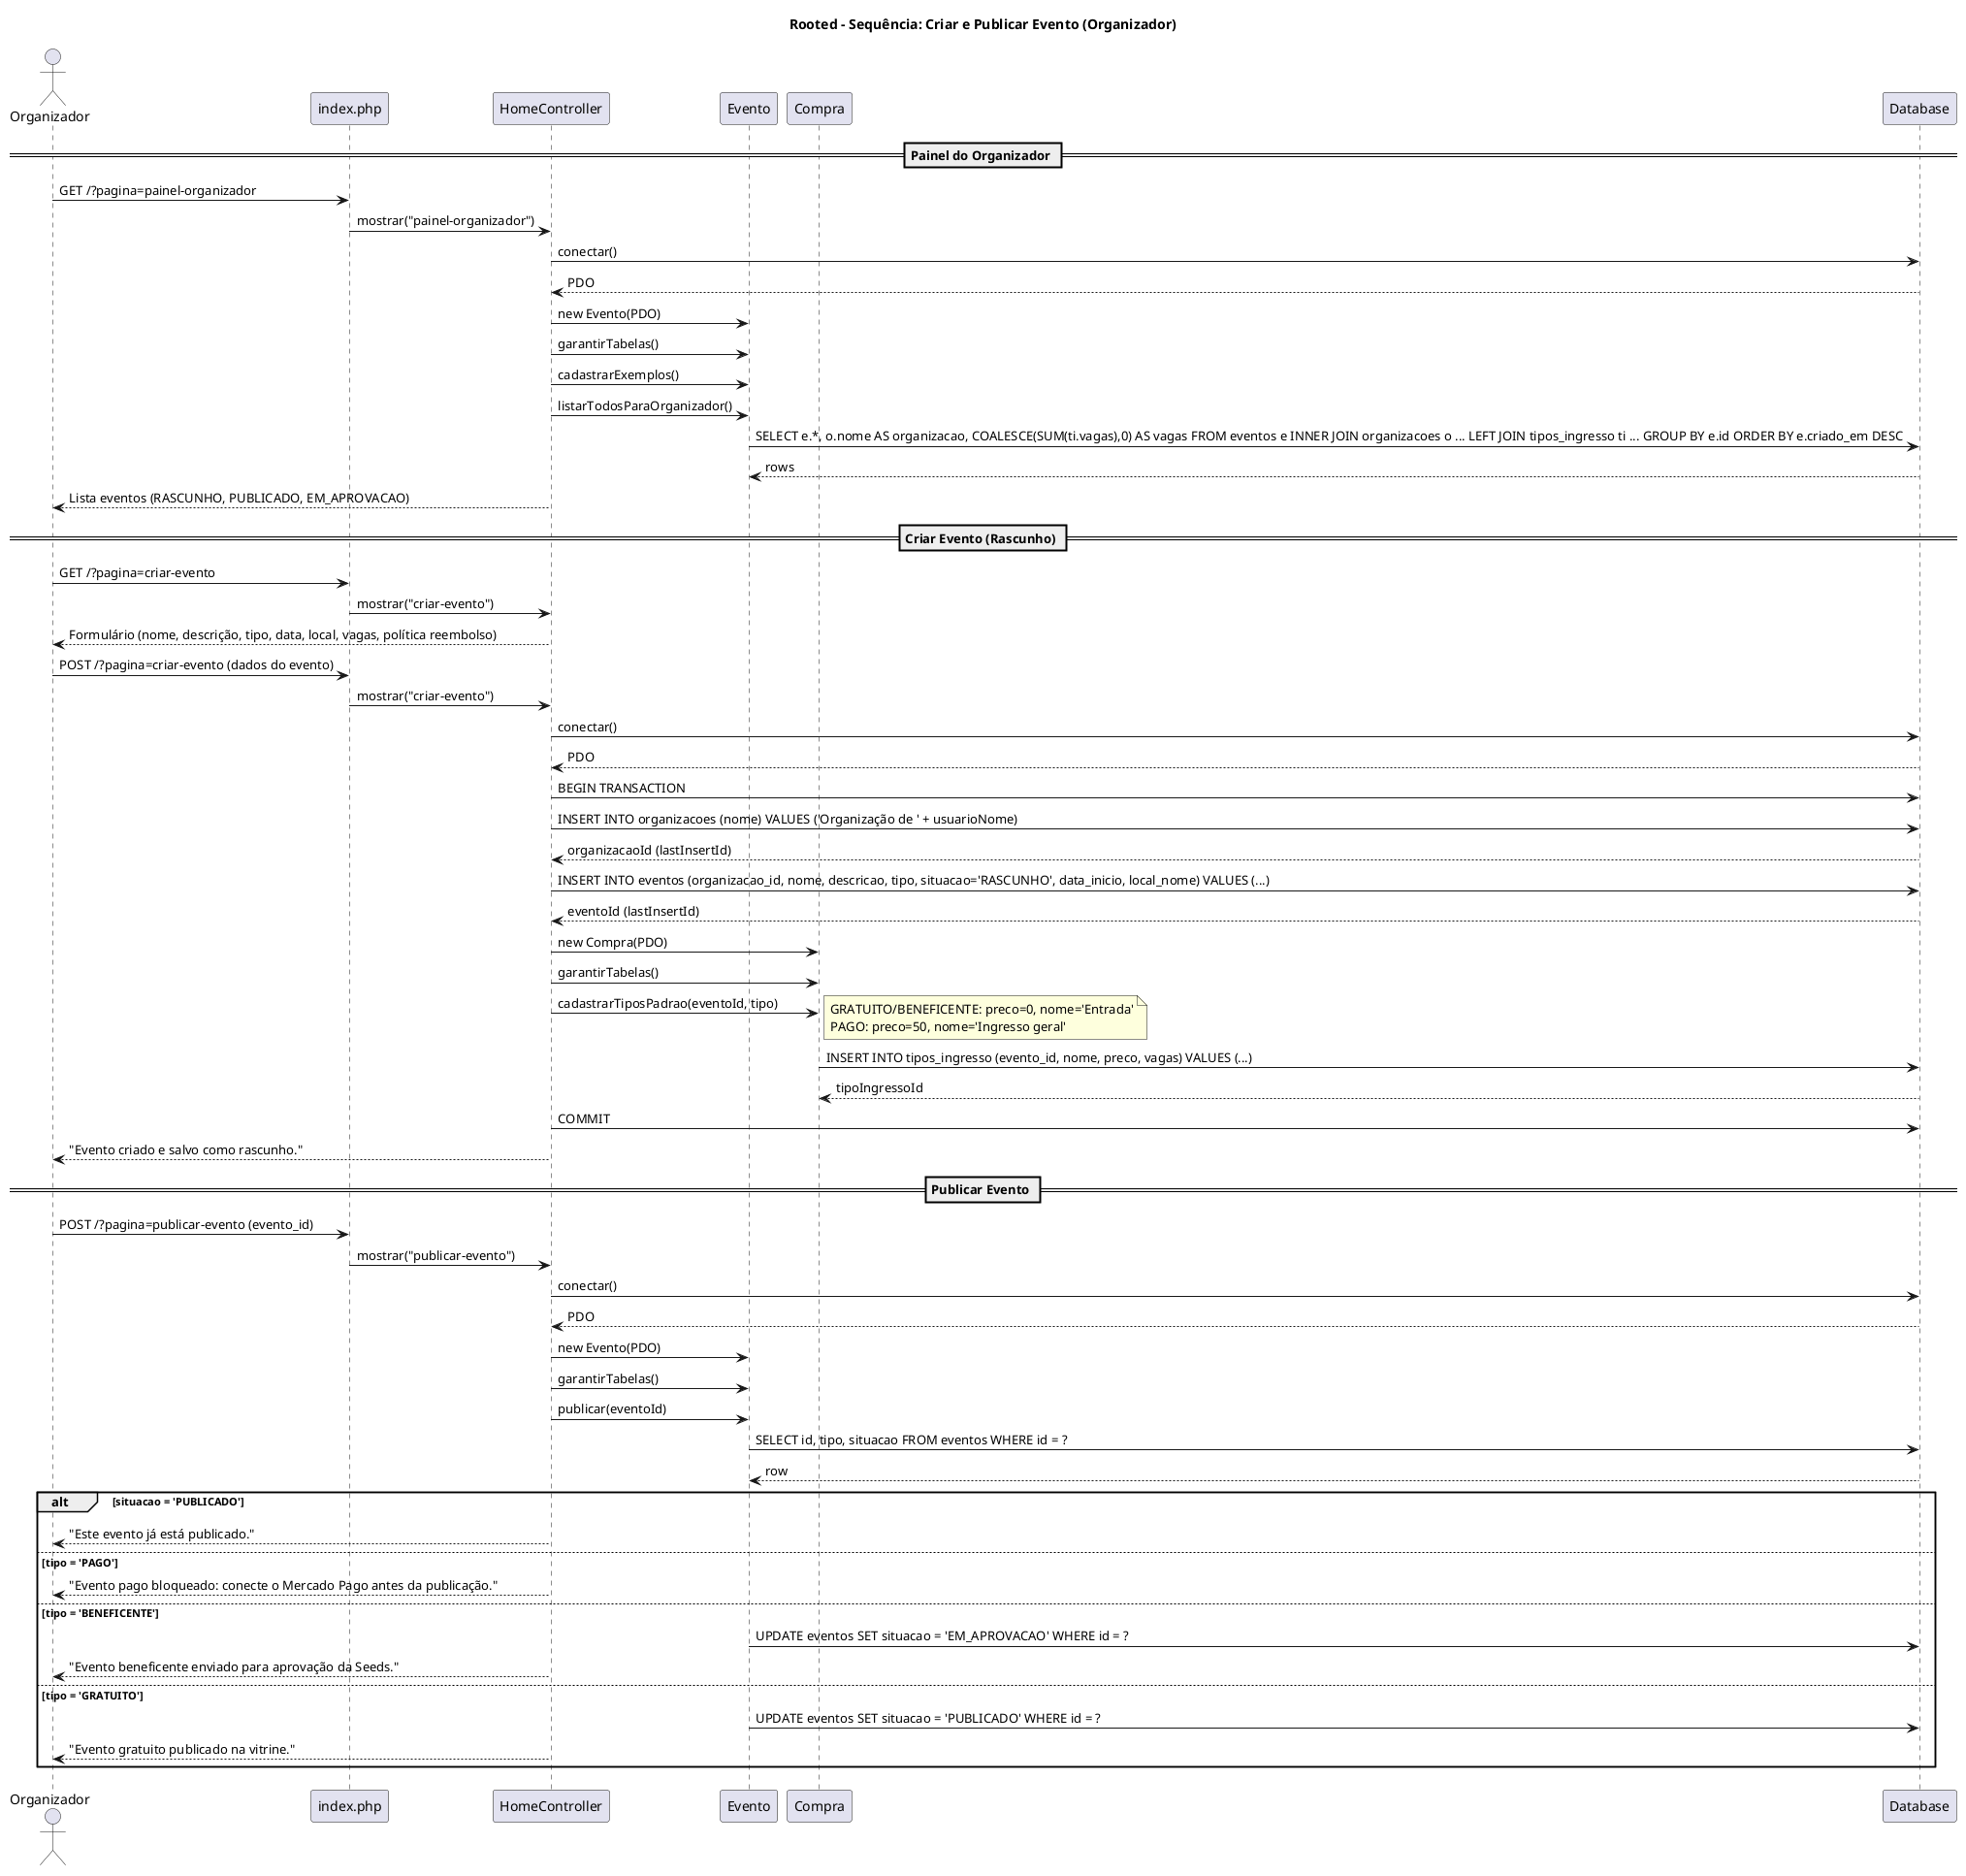 Rooted - Sequência: Criar e Publicar Evento (Organizador)
Organizador
index.php
HomeController
Evento
Compra
Database
Painel do Organizador
GET /?pagina=painel-organizador
mostrar("painel-organizador")
conectar()
PDO
new Evento(PDO)
garantirTabelas()
cadastrarExemplos()
listarTodosParaOrganizador()
SELECT e.*, o.nome AS organizacao, COALESCE(SUM(ti.vagas),0) AS vagas FROM eventos e INNER JOIN organizacoes o ... LEFT JOIN tipos_ingresso ti ... GROUP BY e.id ORDER BY e.criado_em DESC
rows
Lista eventos (RASCUNHO, PUBLICADO, EM_APROVACAO)
Criar Evento (Rascunho)
GET /?pagina=criar-evento
mostrar("criar-evento")
Formulário (nome, descrição, tipo, data, local, vagas, política reembolso)
POST /?pagina=criar-evento (dados do evento)
mostrar("criar-evento")
conectar()
PDO
BEGIN TRANSACTION
INSERT INTO organizacoes (nome) VALUES ('Organização de ' + usuarioNome)
organizacaoId (lastInsertId)
INSERT INTO eventos (organizacao_id, nome, descricao, tipo, situacao='RASCUNHO', data_inicio, local_nome) VALUES (...)
eventoId (lastInsertId)
new Compra(PDO)
garantirTabelas()
cadastrarTiposPadrao(eventoId, tipo)
GRATUITO/BENEFICENTE: preco=0, nome='Entrada'
PAGO: preco=50, nome='Ingresso geral'
INSERT INTO tipos_ingresso (evento_id, nome, preco, vagas) VALUES (...)
tipoIngressoId
COMMIT
"Evento criado e salvo como rascunho."
Publicar Evento
POST /?pagina=publicar-evento (evento_id)
mostrar("publicar-evento")
conectar()
PDO
new Evento(PDO)
garantirTabelas()
publicar(eventoId)
SELECT id, tipo, situacao FROM eventos WHERE id = ?
row
alt [situacao = 'PUBLICADO']
"Este evento já está publicado."
[tipo = 'PAGO']
"Evento pago bloqueado: conecte o Mercado Pago antes da publicação."
[tipo = 'BENEFICENTE']
UPDATE eventos SET situacao = 'EM_APROVACAO' WHERE id = ?
"Evento beneficente enviado para aprovação da Seeds."
[tipo = 'GRATUITO']
UPDATE eventos SET situacao = 'PUBLICADO' WHERE id = ?
"Evento gratuito publicado na vitrine."
Organizador
index.php
HomeController
Evento
Compra
Database